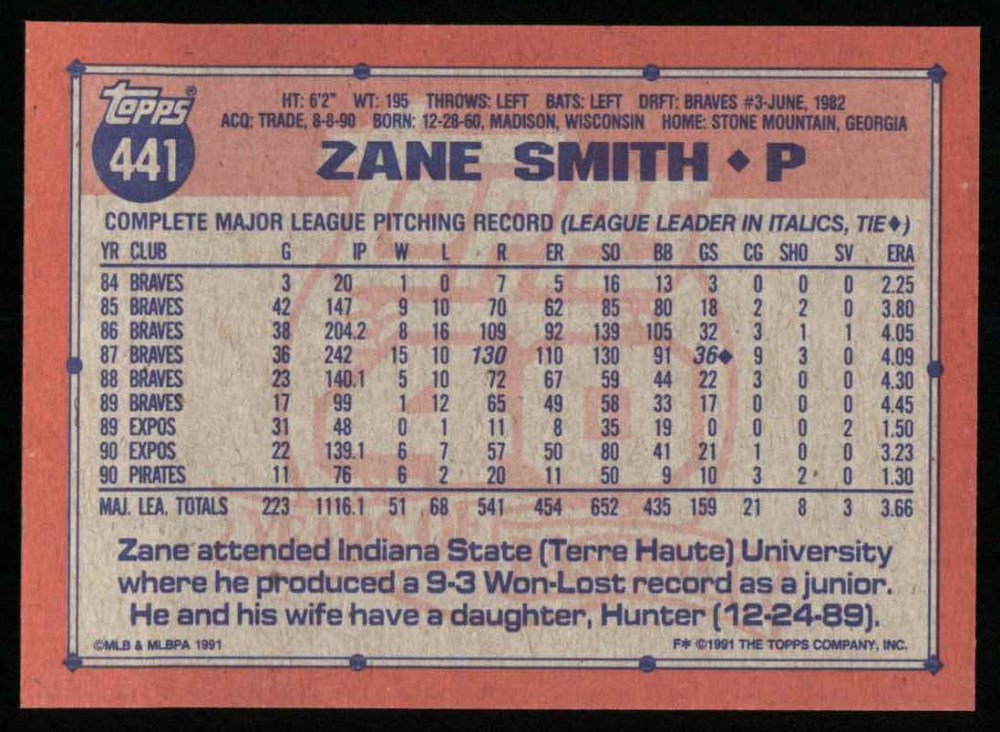 Topps®
441
HT: 6'2" WT: 195 THROWS: LEFT BATS: LEFT DRFT: BRAVES #3-JUNE, 1982
ACQ: TRADE, 8-8-90 BORN: 12-28-60, MADISON, WISCONSIN HOME: STONE MOUNTAIN, GEORGIA
ZANE SMITH ♦ P
COMPLETE MAJOR LEAGUE PITCHING RECORD (LEAGUE LEADER IN ITALICS, TIE♦)
YR CLUB G IP W L R ER SO BB GS CG SHO SV ERA
84 BRAVES 3 20 1 0 7 5 16 13 3 0 0 0 2.25
85 BRAVES 42 147 9 10 70 62 85 80 18 2 2 0 3.80
86 BRAVES 38 204.2 8 16 109 92 139 105 32 3 1 1 4.05
87 BRAVES 36 242 15 10 130 110 130 91 36♦ 9 3 0 4.09
88 BRAVES 23 140.1 5 10 72 67 59 44 22 3 0 0 4.30
89 BRAVES 17 99 1 12 65 49 58 33 17 0 0 0 4.45
89 EXPOS 31 48 0 1 11 8 35 19 0 0 0 2 1.50
90 EXPOS 22 139.1 6 7 57 50 80 41 21 1 0 0 3.23
90 PIRATES 11 76 6 2 20 11 50 9 10 3 2 0 1.30
MAJ. LEA. TOTALS 223 1116.1 51 68 541 454 652 435 159 21 8 3 3.66
Zane attended Indiana State (Terre Haute) University
where he produced a 9-3 Won-Lost record as a junior.
He and his wife have a daughter, Hunter (12-24-89).
©MLB & MLBPA 1991 F* ©1991 THE TOPPS COMPANY, INC.
Topps
40
YEARS OF